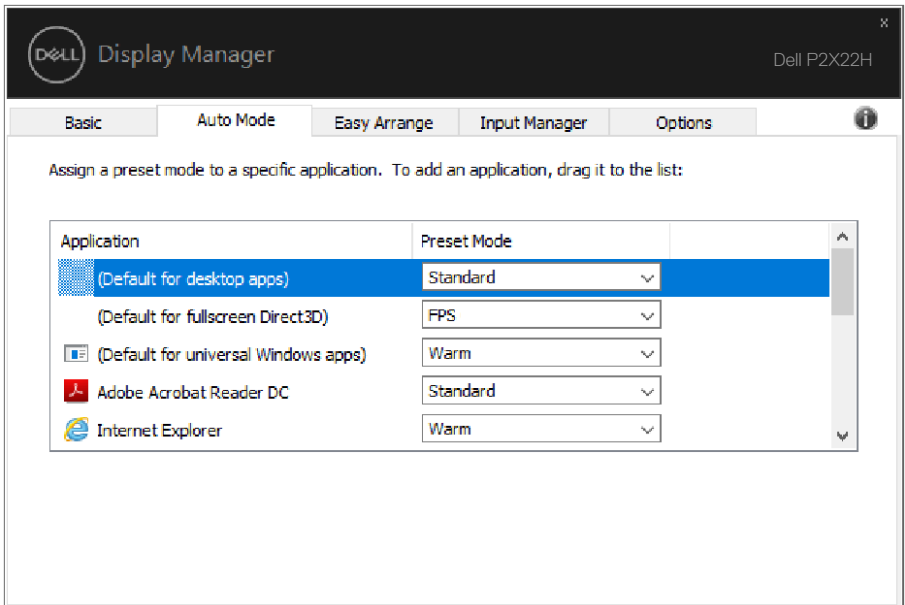 x
DELL Display Manager
Dell P2X22H
Basic Auto Mode Easy Arrange Input Manager Options i
Assign a preset mode to a specific application. To add an application, drag it to the list:
Application Preset Mode
(Default for desktop apps) Standard
(Default for fullscreen Direct3D) FPS
(Default for universal Windows apps) Warm
Adobe Acrobat Reader DC Standard
Internet Explorer Warm